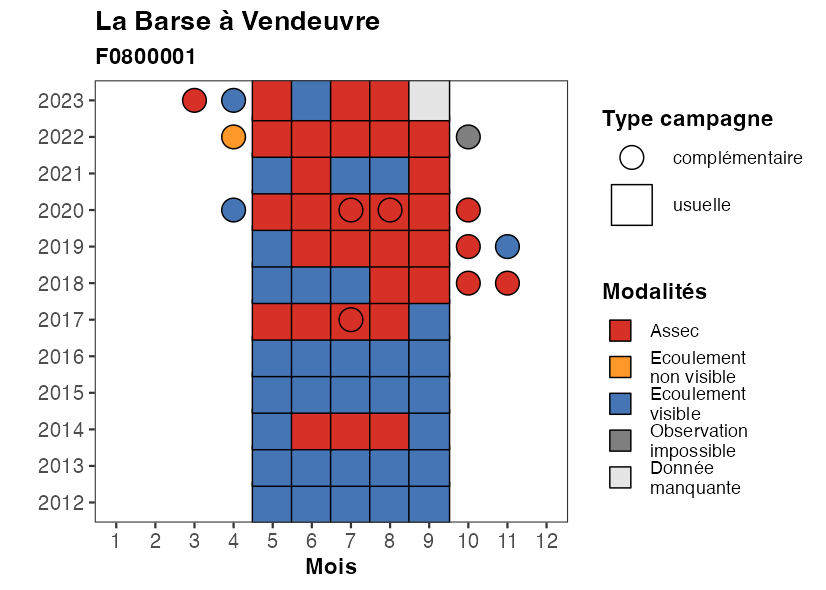 La Barse à Vendeuvre
F0800001
2023
2022
2021
2020
2019
2018
2017
2016
2015
2014
2013
2012
1 2 3 4 5 6 7 8 9 10 11 12
Mois
Type campagne
complémentaire
usuelle
Modalités
Assec
Ecoulement
non visible
Ecoulement
visible
Observation
impossible
Donnée
manquante